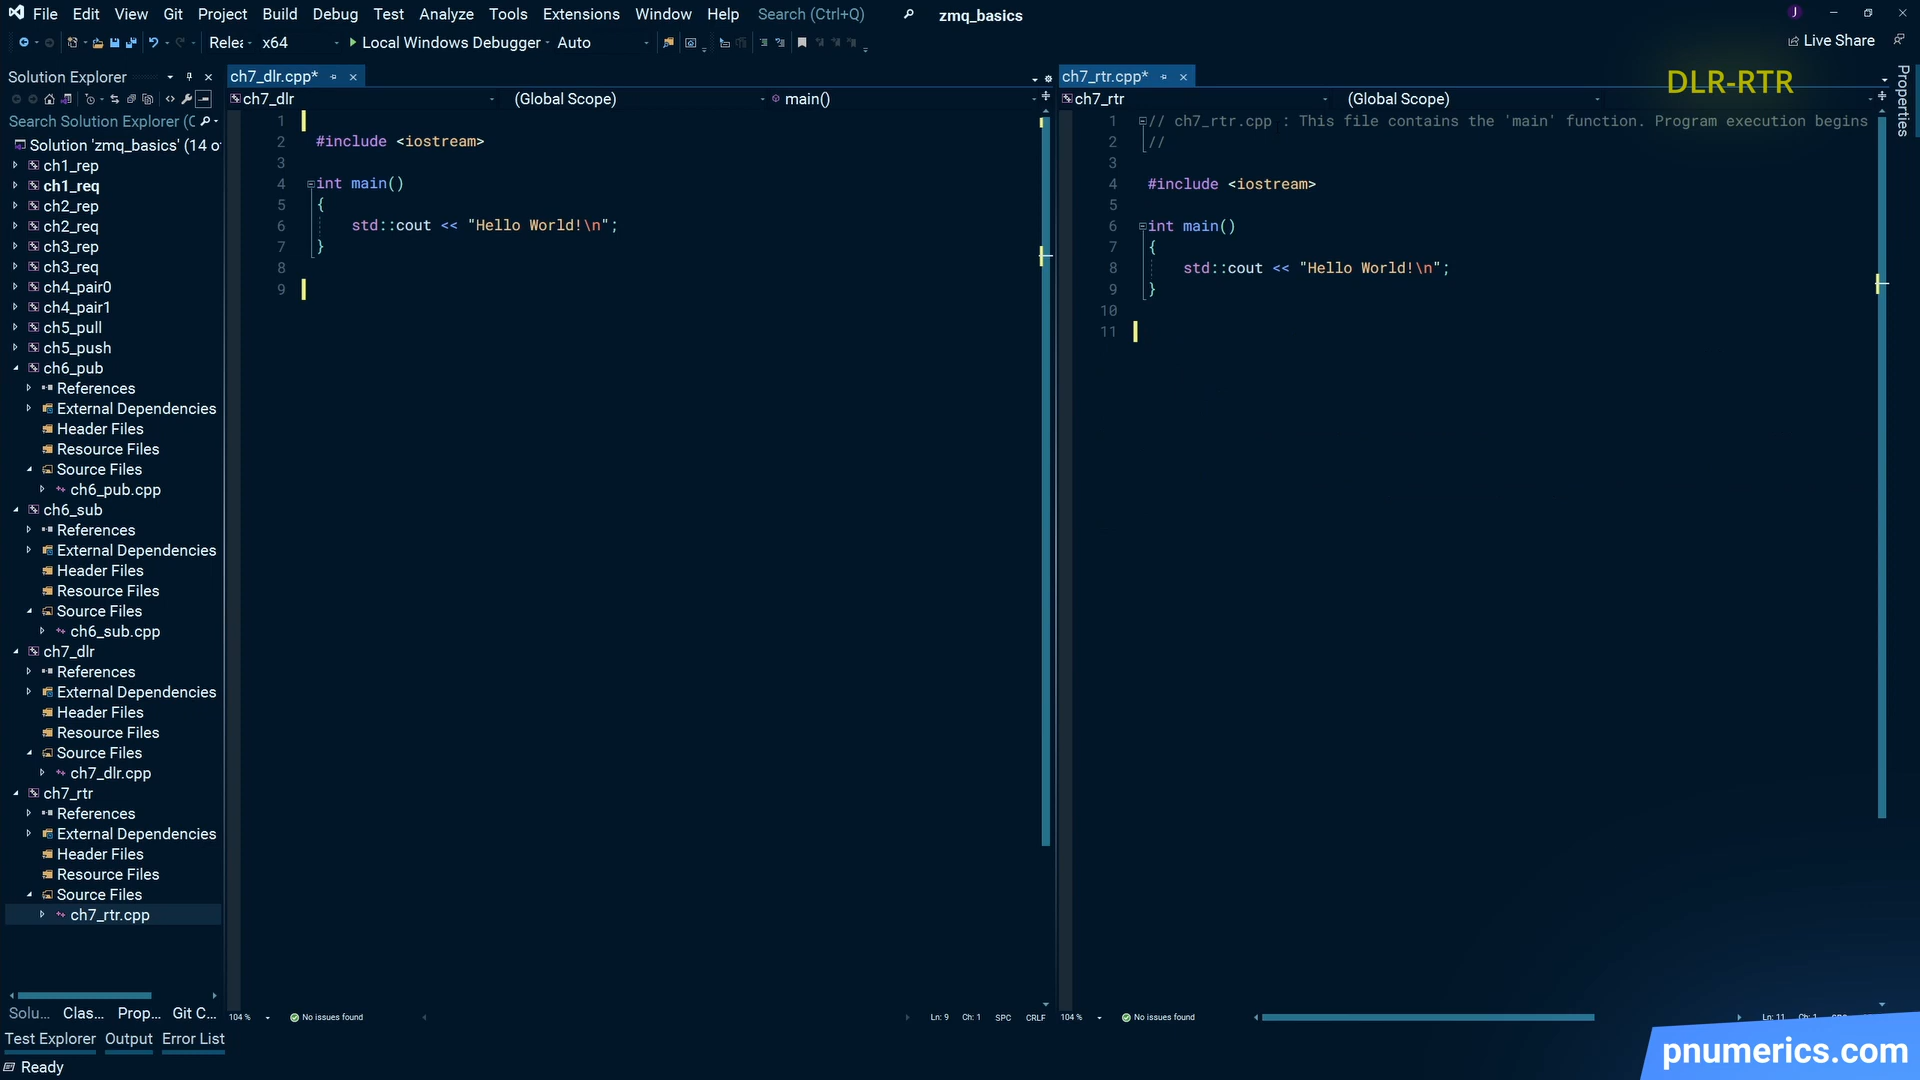 File Edit View Git Project Build Debug Test Analyze Tools Extensions Window Help Search (Ctrl+Q) zmq_basics
Relea x64 Local Windows Debugger Auto
Live Share
DLR-RTR
Properties
Solution Explorer
Search Solution Explorer (C
Solution 'zmq_basics' (14 o
ch1_rep
ch1_req
ch2_rep
ch2_req
ch3_rep
ch3_req
ch4_pair0
ch4_pair1
ch5_pull
ch5_push
ch6_pub
References
External Dependencies
Header Files
Resource Files
Source Files
ch6_pub.cpp
ch6_sub
References
External Dependencies
Header Files
Resource Files
Source Files
ch6_sub.cpp
ch7_dlr
References
External Dependencies
Header Files
Resource Files
Source Files
ch7_dlr.cpp
ch7_rtr
References
External Dependencies
Header Files
Resource Files
Source Files
ch7_rtr.cpp
Solu... Class... Prop... Git C...
Test Explorer Output Error List
Ready
ch7_dlr.cpp*
ch7_dlr (Global Scope) main()
1
2 #include <iostream>
3
4 int main()
5 {
6 std::cout << "Hello World!\n";
7 }
8
9
104 % No issues found Ln: 9 Ch: 1 SPC CRLF
ch7_rtr.cpp*
ch7_rtr (Global Scope)
1 // ch7_rtr.cpp : This file contains the 'main' function. Program execution begins
2 //
3
4 #include <iostream>
5
6 int main()
7 {
8 std::cout << "Hello World!\n";
9 }
10
11
104 % No issues found Ln: 11 Ch: 1
pnumerics.com